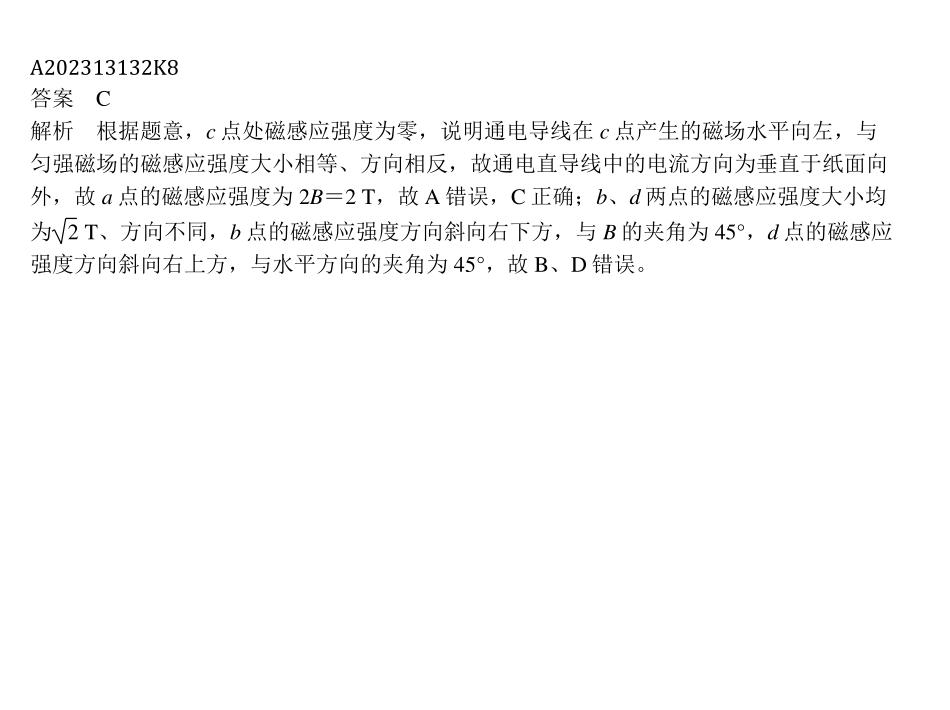 A202313132K8
答案　C
解析　根据题意，c 点处磁感应强度为零，说明通电导线在 c 点产生的磁场水平向左，与
匀强磁场的磁感应强度大小相等、方向相反，故通电直导线中的电流方向为垂直于纸面向
外，故 a 点的磁感应强度为 2B＝2 T，故 A 错误，C 正确；b、d 两点的磁感应强度大小均
为√2 T、方向不同，b 点的磁感应强度方向斜向右下方，与 B 的夹角为 45°，d 点的磁感应
强度方向斜向右上方，与水平方向的夹角为 45°，故 B、D 错误。